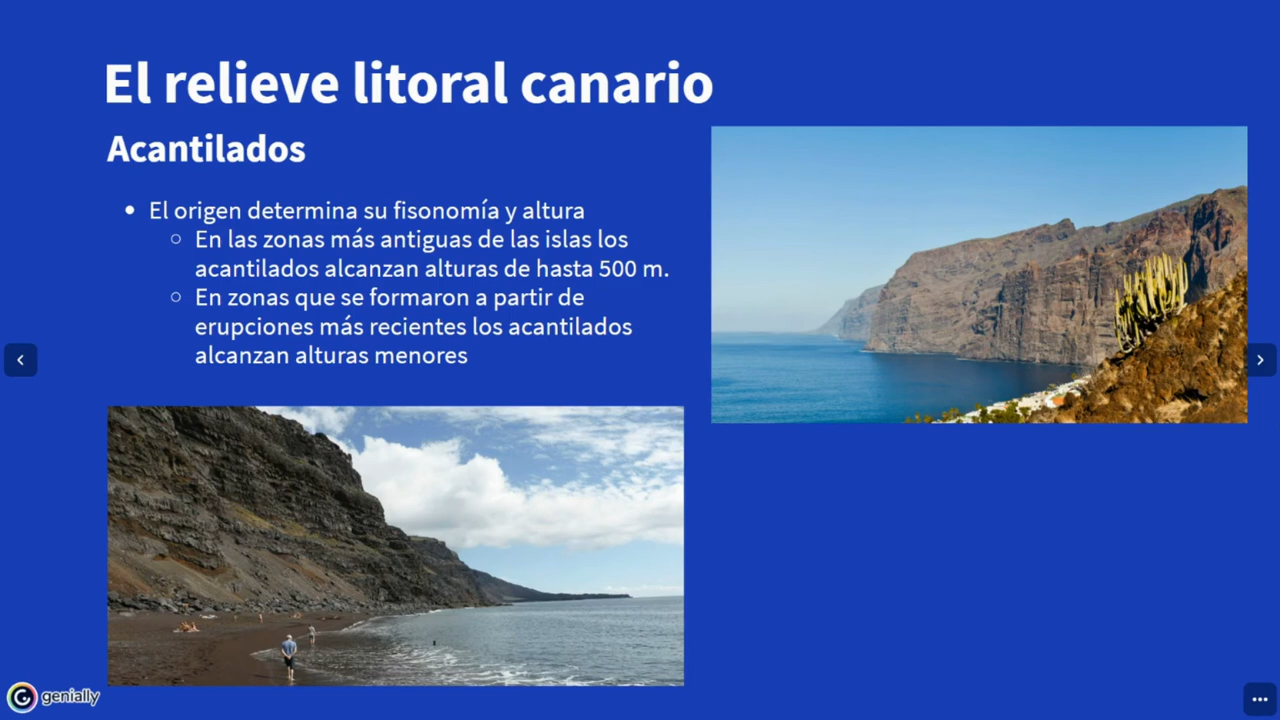 El relieve litoral canario
Acantilados
El origen determina su fisonomía y altura
En las zonas más antiguas de las islas los
acantilados alcanzan alturas de hasta 500 m.
En zonas que se formaron a partir de
erupciones más recientes los acantilados
alcanzan alturas menores
genially